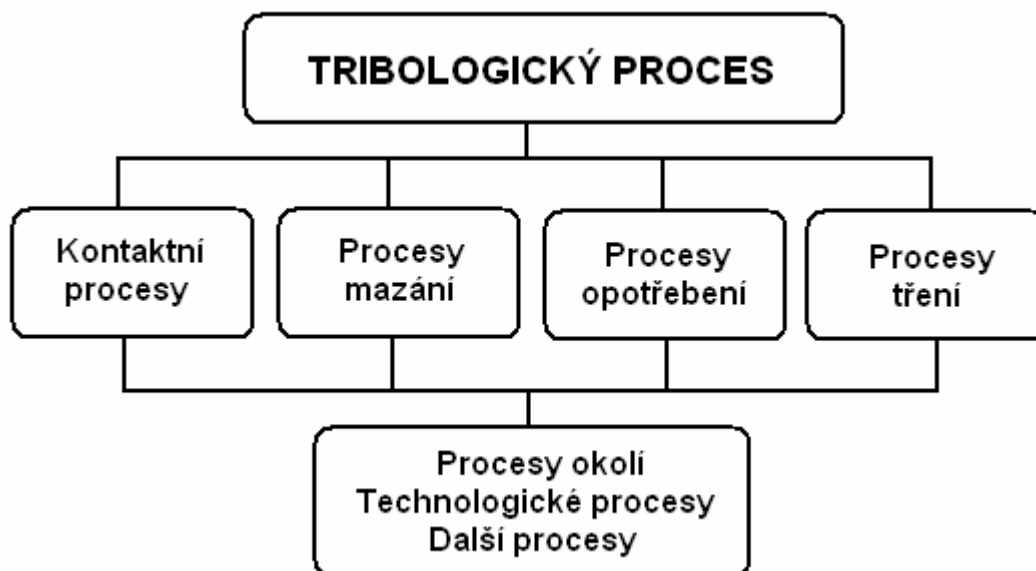 TRIBOLOGICKÝ PROCES
Kontaktní
procesy
Procesy
mazání
Procesy
opotřebení
Procesy
tření
Procesy okolí
Technologické procesy
Další procesy